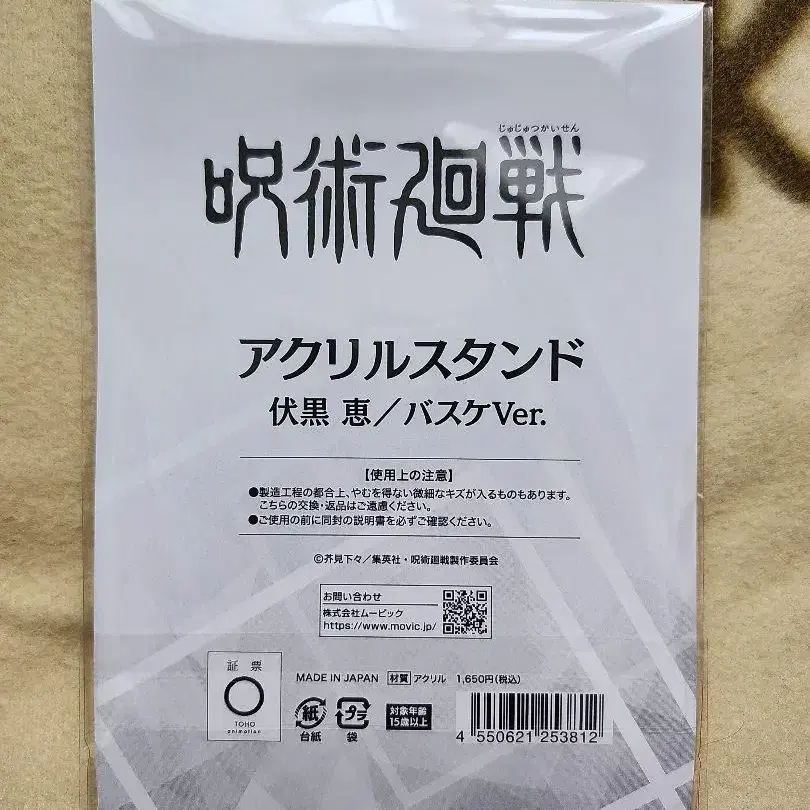 じゅじゅつかいせん
呪術廻戦
アクリルスタンド
伏黒 恵／バスケVer.
【使用上の注意】
●製造工程の都合上、やむを得ない微細なキズが入るものもあります。
こちらの交換・返品はご遠慮ください。
●ご使用の前に同封の説明書を必ずご確認ください。
©芥見下々／集英社・呪術廻戦製作委員会
お問い合わせ
株式会社ムービック
https://www.movic.jp/
証票
TOHO
animation
MADE IN JAPAN 材質 アクリル 1,650円(税込)
紙
台紙
プラ
袋
対象年齢
15歳以上
4 550621 253812